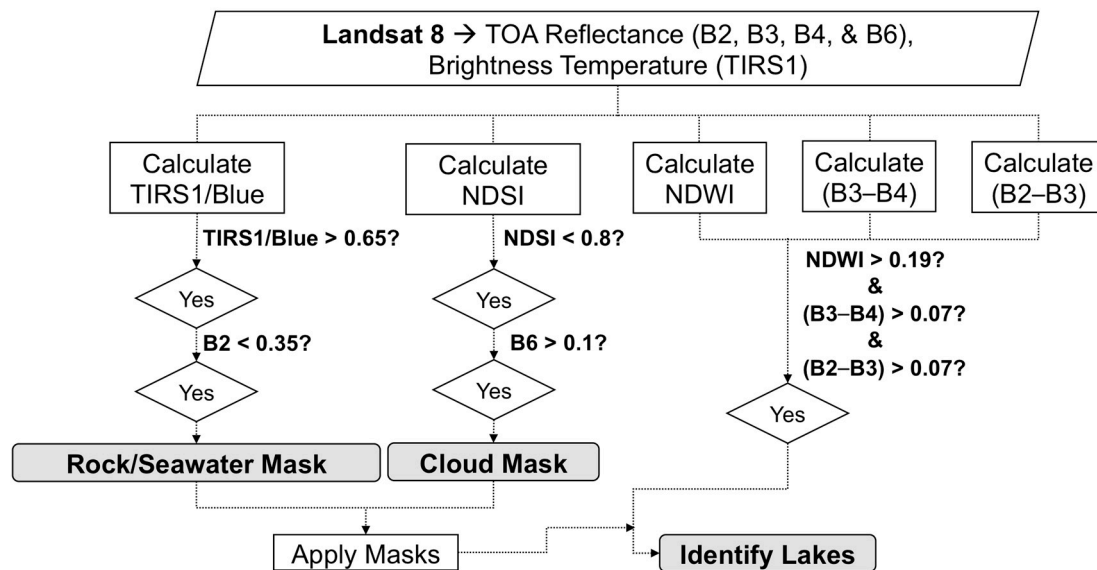 Landsat 8 → TOA Reflectance (B2, B3, B4, & B6),
Brightness Temperature (TIRS1)
Calculate
TIRS1/Blue
Calculate
NDSI
Calculate
NDWI
Calculate
(B3–B4)
Calculate
(B2–B3)
TIRS1/Blue > 0.65?
NDSI < 0.8?
NDWI > 0.19?
&
(B3–B4) > 0.07?
&
(B2–B3) > 0.07?
Yes
Yes
B2 < 0.35?
B6 > 0.1?
Yes
Yes
Yes
Rock/Seawater Mask
Cloud Mask
Apply Masks
Identify Lakes